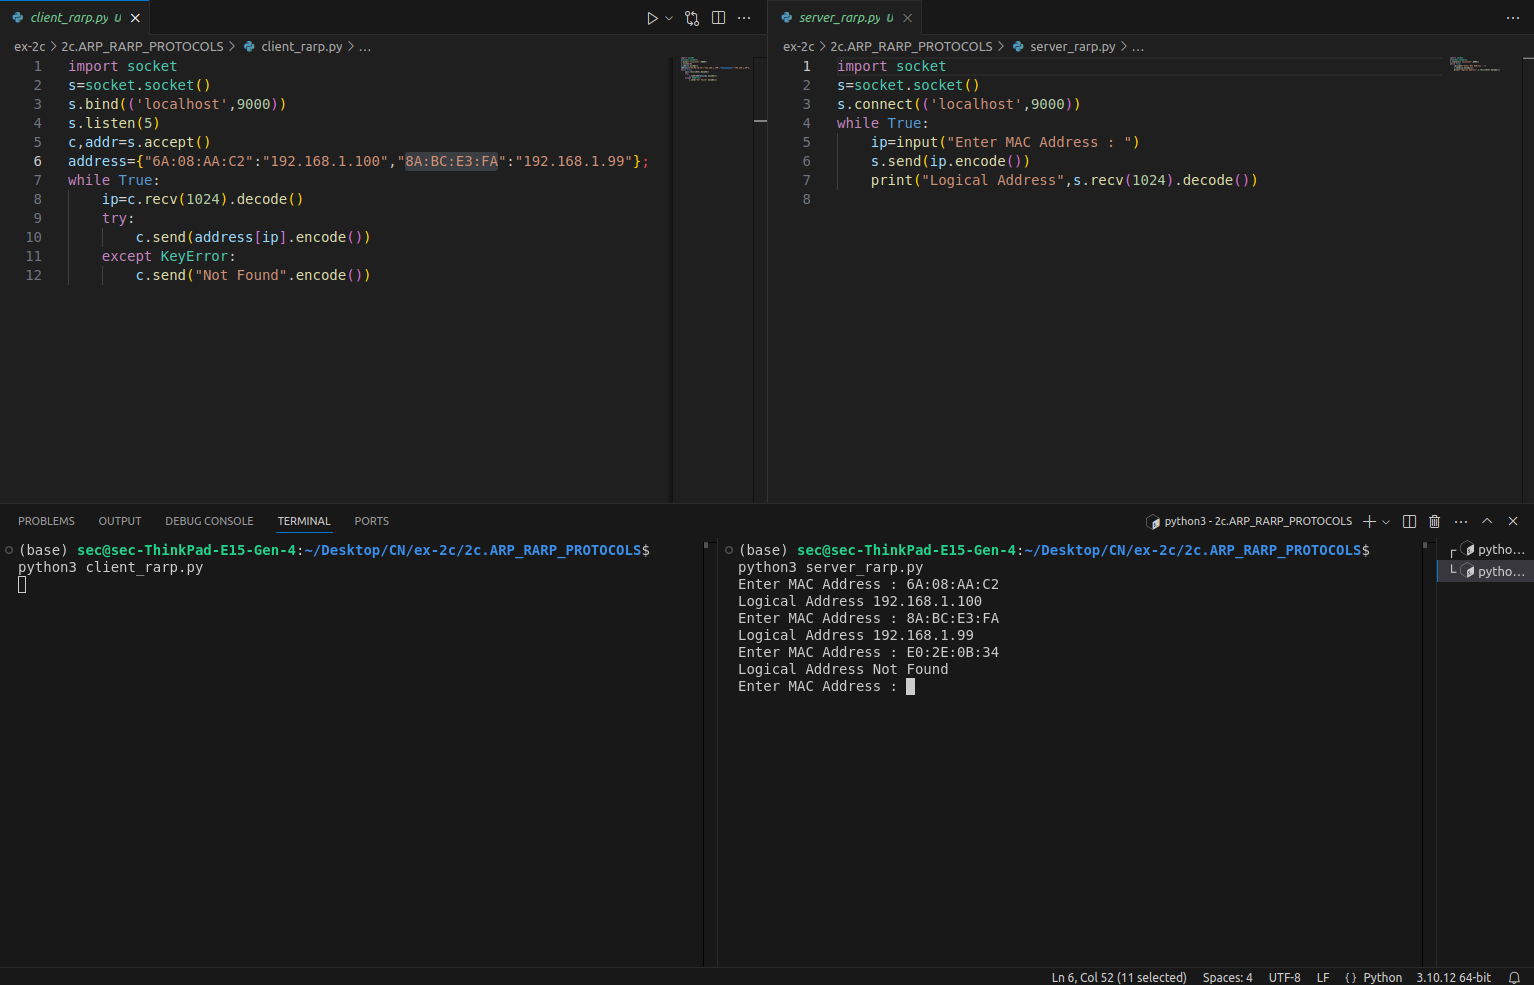 client_rarp.py U
ex-2c > 2c.ARP_RARP_PROTOCOLS > client_rarp.py > ...
1 import socket
2 s=socket.socket()
3 s.bind(('localhost',9000))
4 s.listen(5)
5 c,addr=s.accept()
6 address={"6A:08:AA:C2":"192.168.1.100","8A:BC:E3:FA":"192.168.1.99"};
7 while True:
8     ip=c.recv(1024).decode()
9     try:
10         c.send(address[ip].encode())
11     except KeyError:
12         c.send("Not Found".encode())
server_rarp.py U
ex-2c > 2c.ARP_RARP_PROTOCOLS > server_rarp.py > ...
1 import socket
2 s=socket.socket()
3 s.connect(('localhost',9000))
4 while True:
5     ip=input("Enter MAC Address : ")
6     s.send(ip.encode())
7     print("Logical Address",s.recv(1024).decode())
8
PROBLEMS OUTPUT DEBUG CONSOLE TERMINAL PORTS
python3 - 2c.ARP_RARP_PROTOCOLS
(base) sec@sec-ThinkPad-E15-Gen-4:~/Desktop/CN/ex-2c/2c.ARP_RARP_PROTOCOLS$
python3 client_rarp.py
(base) sec@sec-ThinkPad-E15-Gen-4:~/Desktop/CN/ex-2c/2c.ARP_RARP_PROTOCOLS$
python3 server_rarp.py
Enter MAC Address : 6A:08:AA:C2
Logical Address 192.168.1.100
Enter MAC Address : 8A:BC:E3:FA
Logical Address 192.168.1.99
Enter MAC Address : E0:2E:0B:34
Logical Address Not Found
Enter MAC Address :
pytho...
pytho...
Ln 6, Col 52 (11 selected) Spaces: 4 UTF-8 LF {} Python 3.10.12 64-bit